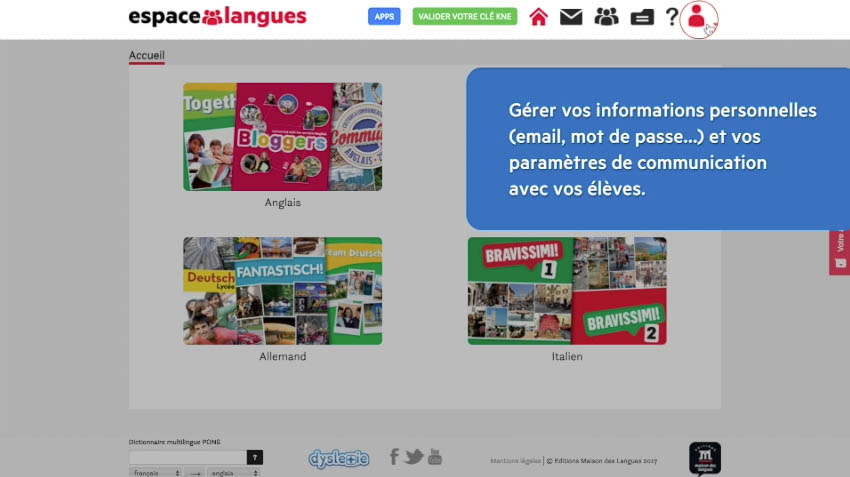 espace langues
APPS
VALIDER VOTRE CLÉ KNE
?
Accueil
Gérer vos informations personnelles
(email, mot de passe...) et vos
paramètres de communication
avec vos élèves.
Togeth
Bloggers
Commu
ANGLAIS
Anglais
Votre
Deutsch
Lycée
FANTASTISCH!
Team Deutsch
BRAVISSIMI!
1
BRAVISSIMI!
2
Allemand
Italien
Dictionnaire multilingue PONS
?
français
anglais
dyslexie
f
You
Mentions légales | © Editions Maison des Langues 2017
maison des
langues